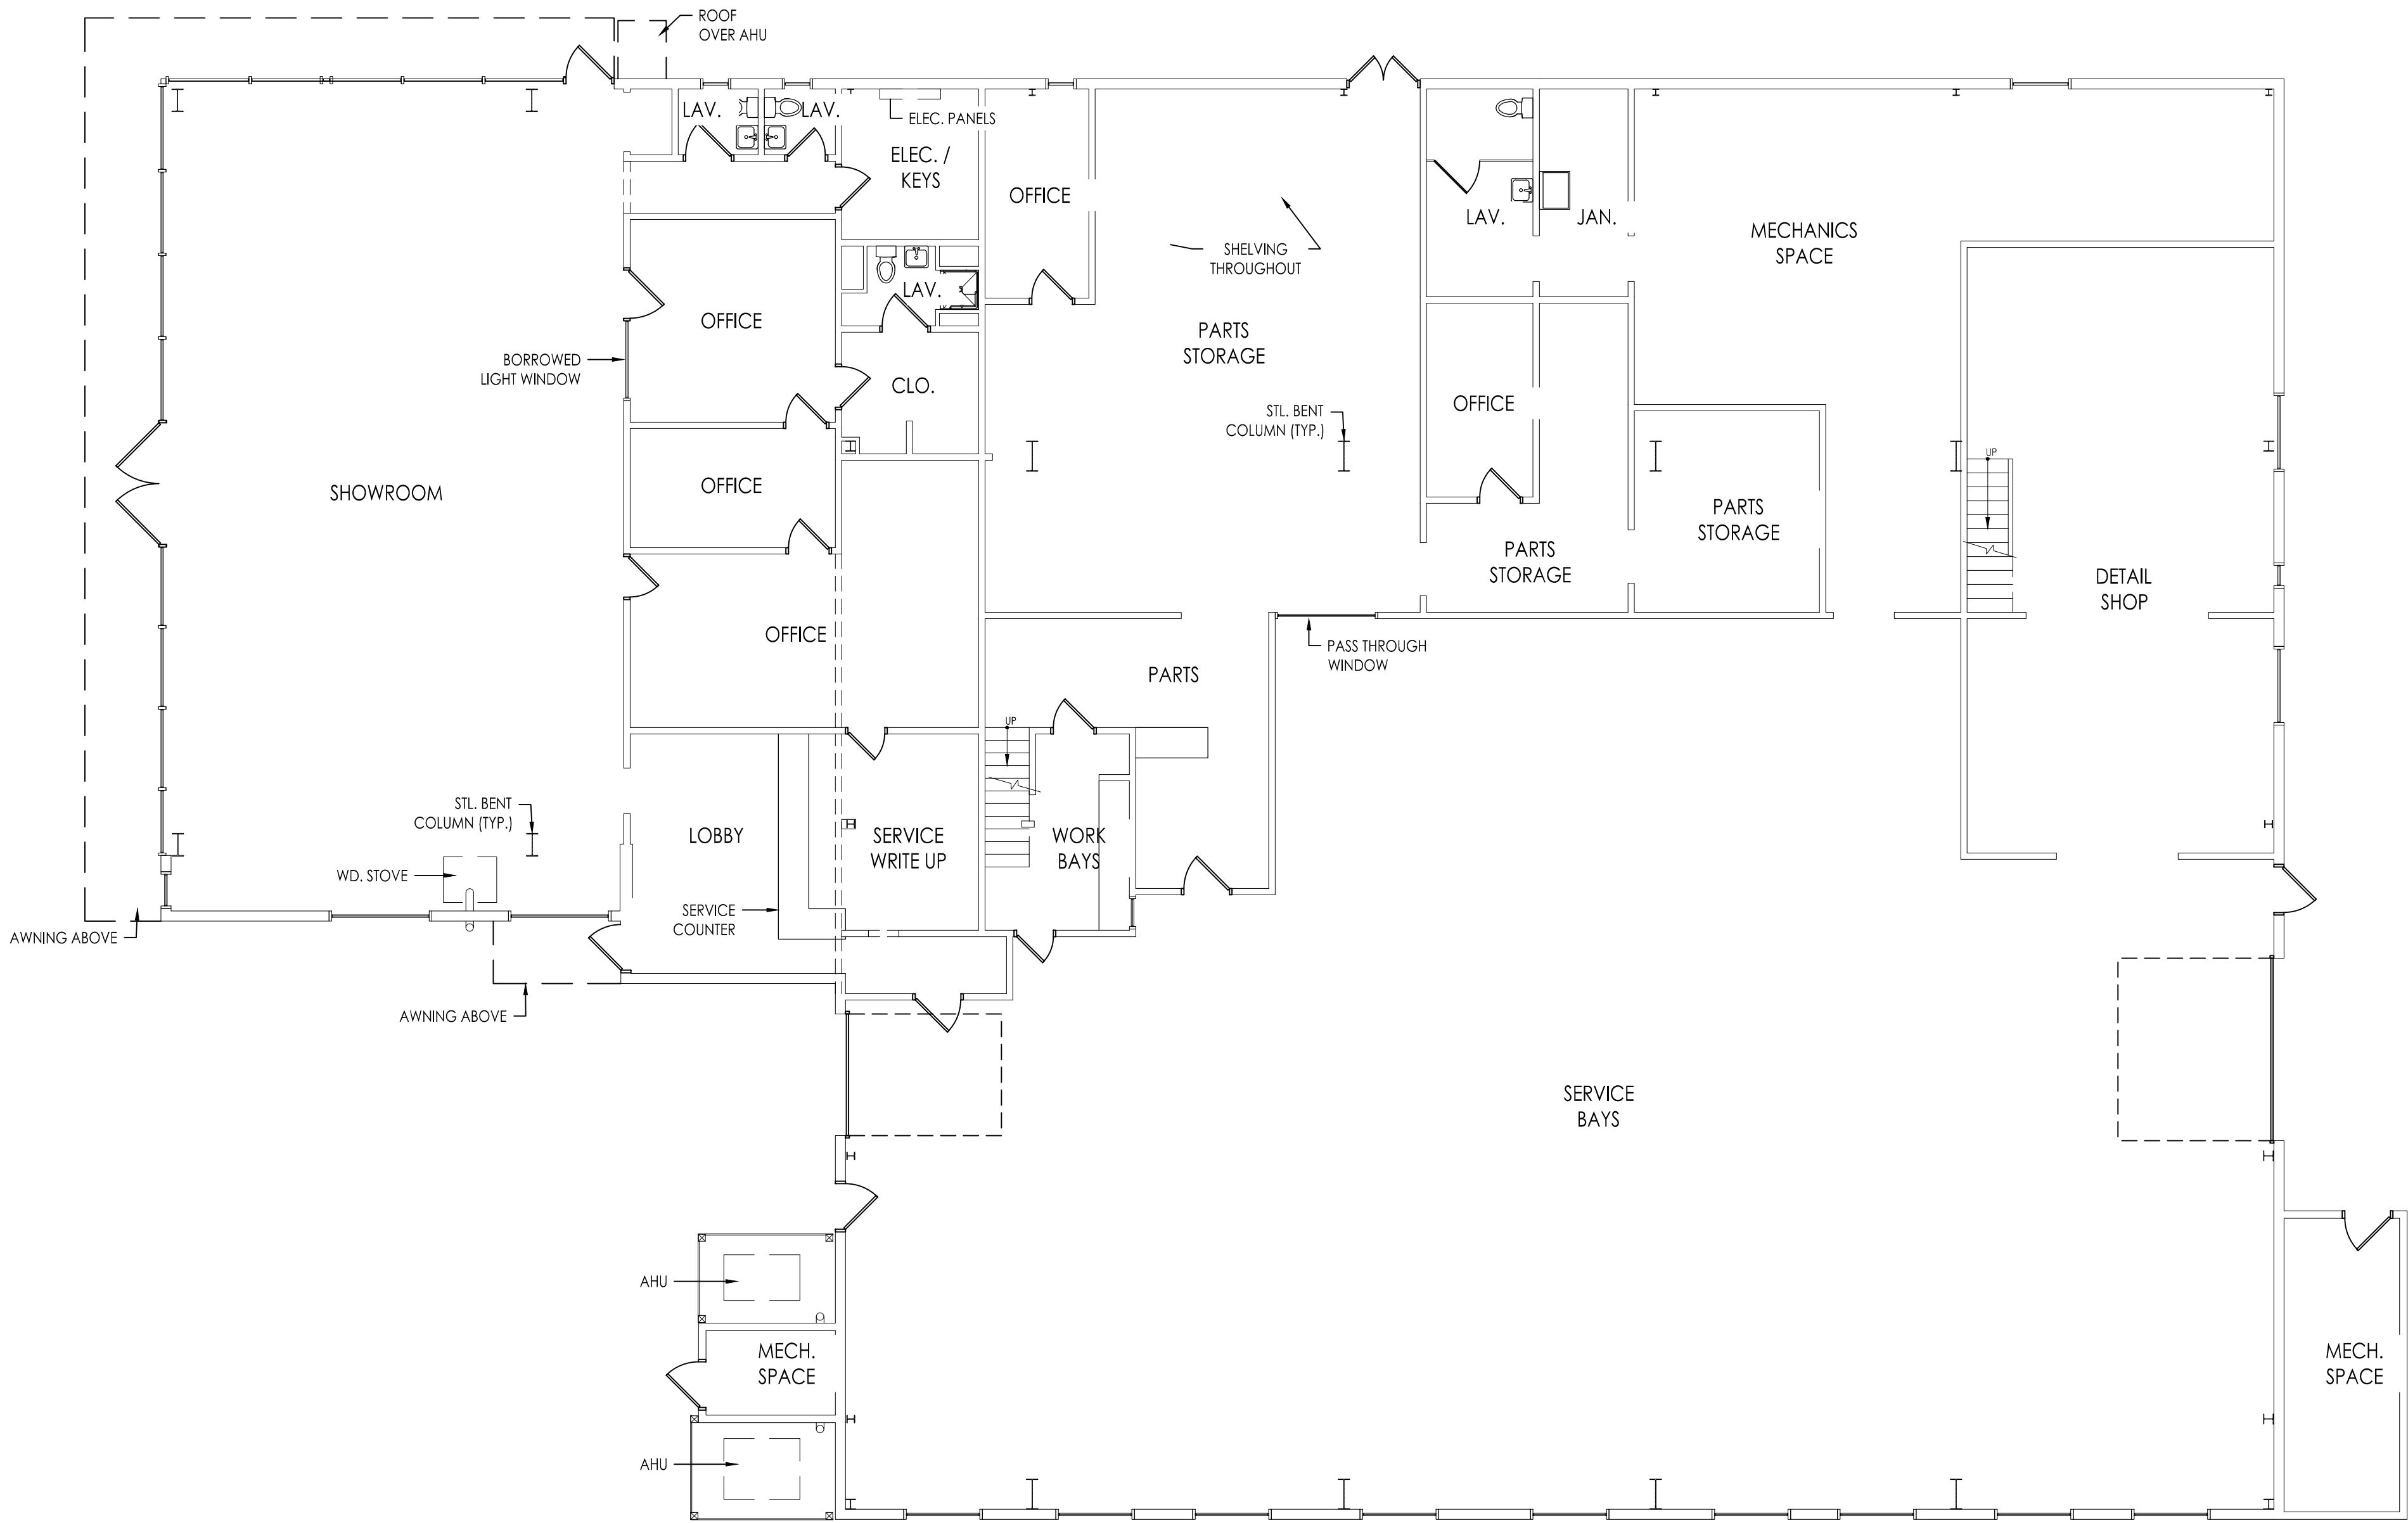 ROOF
OVER AHU
LAV.
LAV.
ELEC. PANELS
ELEC. /
KEYS
OFFICE
SHELVING
THROUGHOUT
LAV.
JAN.
MECHANICS
SPACE
LAV.
OFFICE
BORROWED
LIGHT WINDOW
CLO.
PARTS
STORAGE
STL. BENT
COLUMN (TYP.)
OFFICE
UP
SHOWROOM
OFFICE
PARTS
STORAGE
PARTS
STORAGE
DETAIL
SHOP
OFFICE
PASS THROUGH
WINDOW
PARTS
UP
STL. BENT
COLUMN (TYP.)
LOBBY
SERVICE
WRITE UP
WORK
BAYS
WD. STOVE
SERVICE
COUNTER
AWNING ABOVE
AWNING ABOVE
SERVICE
BAYS
AHU
MECH.
SPACE
MECH.
SPACE
AHU